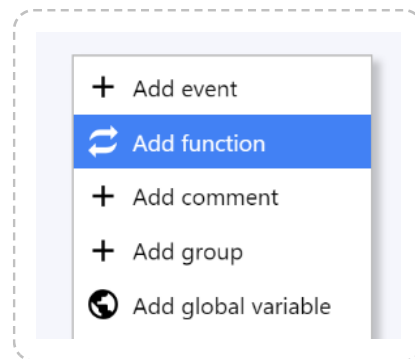 Add event
Add function
Add comment
Add group
Add global variable